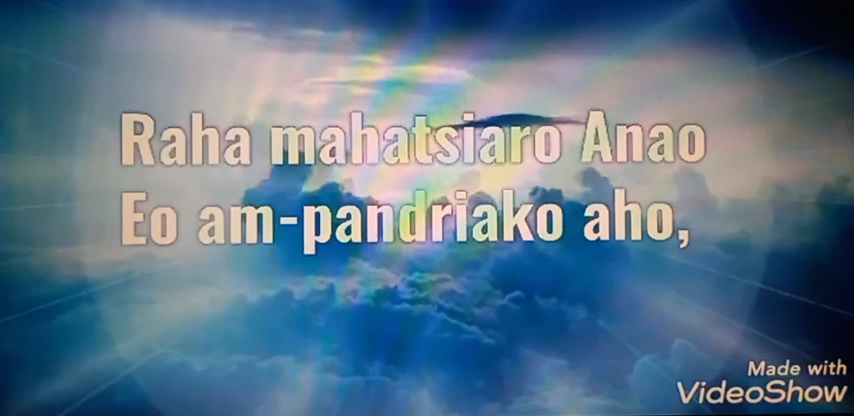 Raha mahatsiaro Anao
Eo am-pandriako aho,
Made with
VideoShow